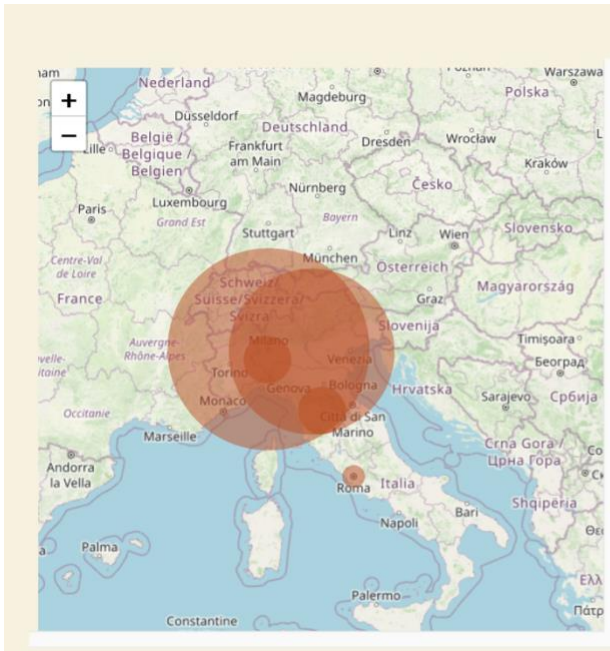 Warszawa
Nederland
Magdeburg
Polska
+
−
Düsseldorf
Deutschland
Lille
België /
Belgique /
Belgien
Frankfurt
am Main
Dresden
Wrocław
Kraków
Luxembourg
Nürnberg
Česko
Paris
Grand Est
Bayern
Stuttgart
Linz
Wien
Slovensko
Centre-Val
de Loire
München
Österreich
France
Schweiz/
Suisse/Svizzera/
Svizra
Graz
Magyarország
Slovenija
Auvergne-
Rhône-Alpes
Milano
Timișoara
Torino
Venezia
Београд
Genova
Bologna
Hrvatska
Sarajevo
Србија
Monaco
Occitanie
Città di San
Marino
Marseille
Crna Gora /
Црна Гора
Andorra
la Vella
Roma
Italia
Shqipëria
Napoli
Bari
Palma
Palermo
Constantine